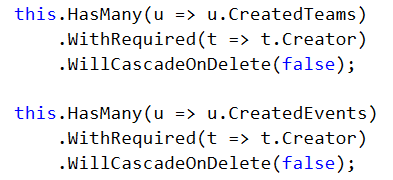 this.HasMany(u => u.CreatedTeams)
    .WithRequired(t => t.Creator)
    .WillCascadeOnDelete(false);

this.HasMany(u => u.CreatedEvents)
    .WithRequired(t => t.Creator)
    .WillCascadeOnDelete(false);